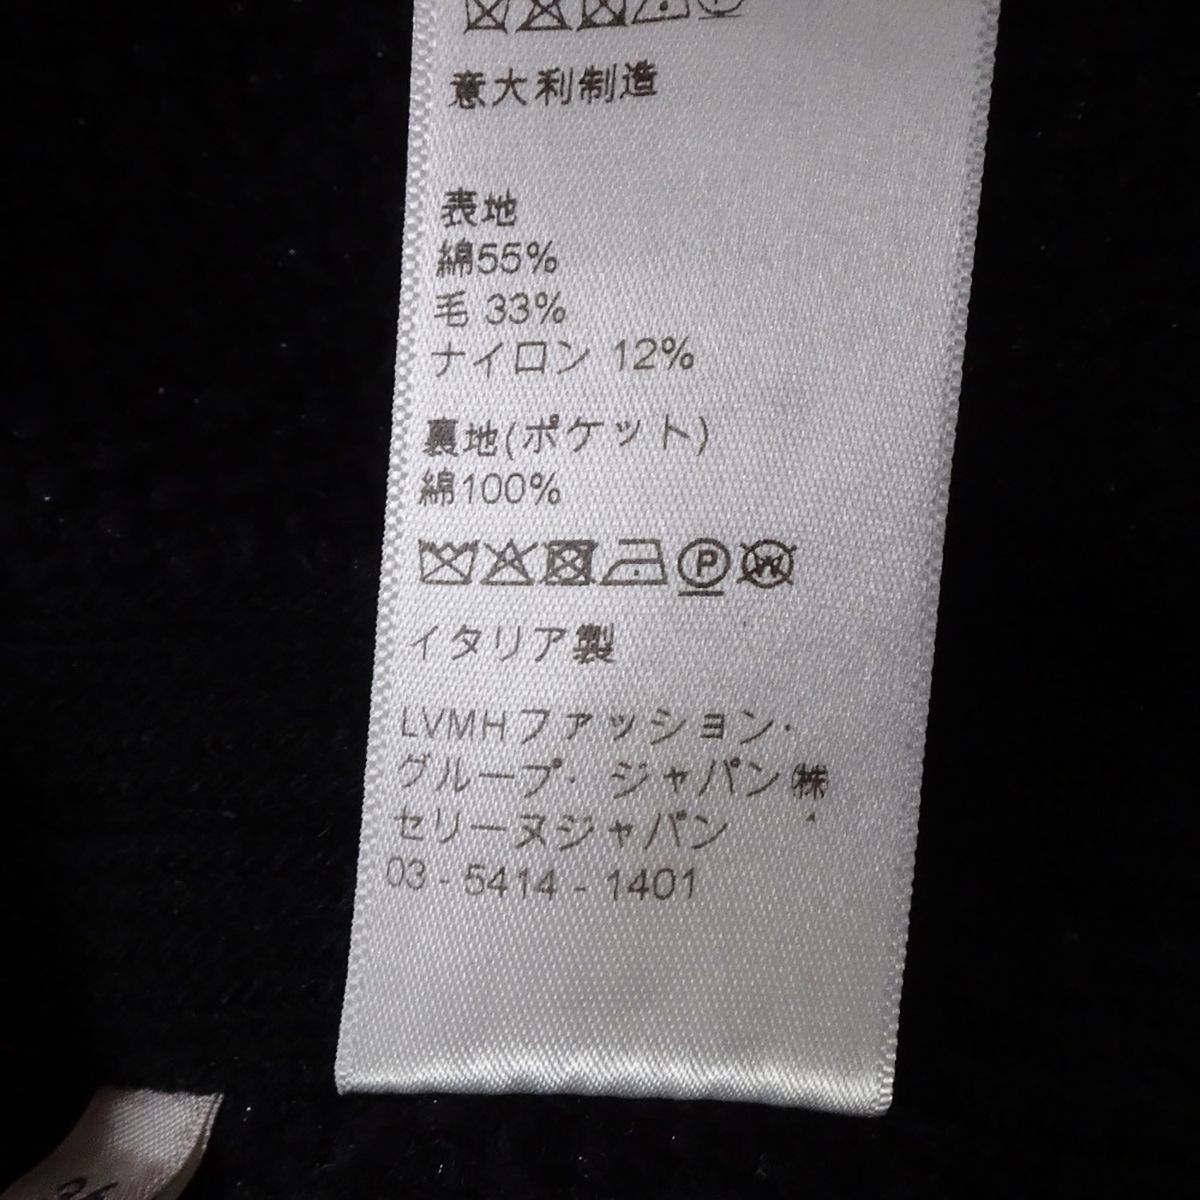 意大利制造
表地
綿55%
毛 33%
ナイロン 12%
裏地(ポケット)
綿100%
P W
イタリア製
LVMHファッション・
グループ・ ジャパン㈱
セリーヌジャパン
03 - 5414 - 1401